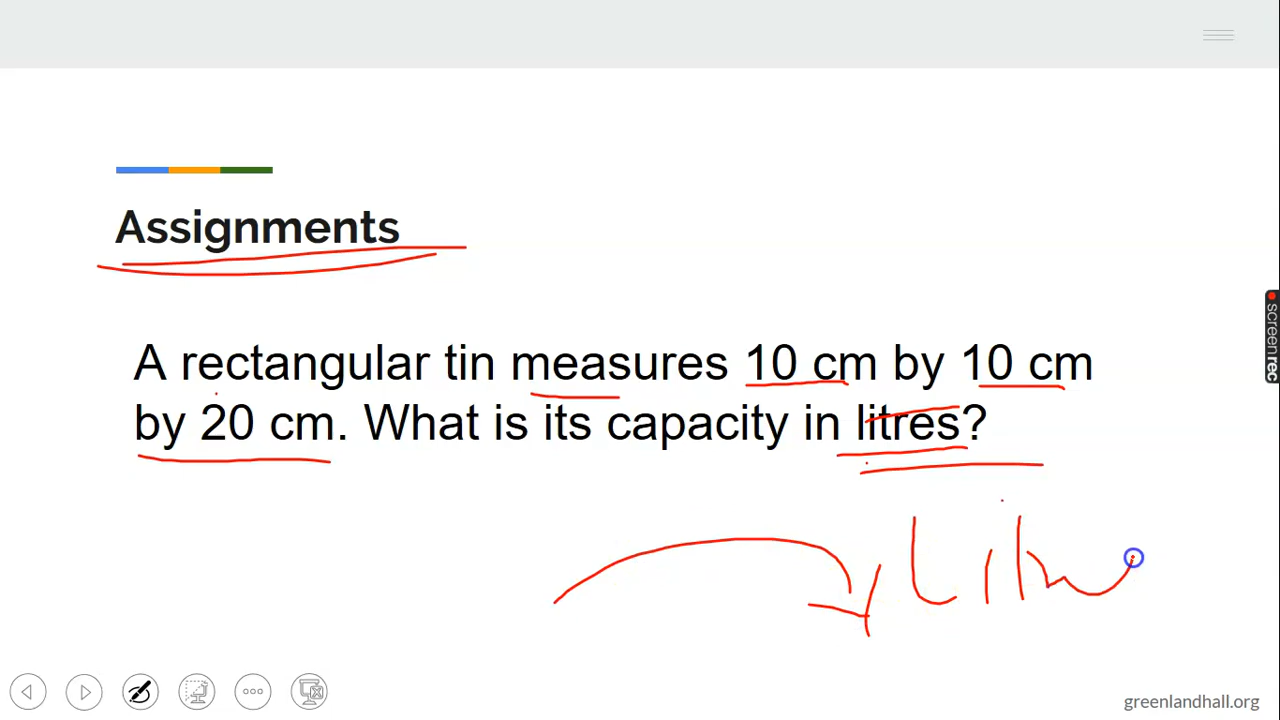 Assignments
A rectangular tin measures 10 cm by 10 cm
by 20 cm. What is its capacity in litres?
screenrec
greenlandhall.org